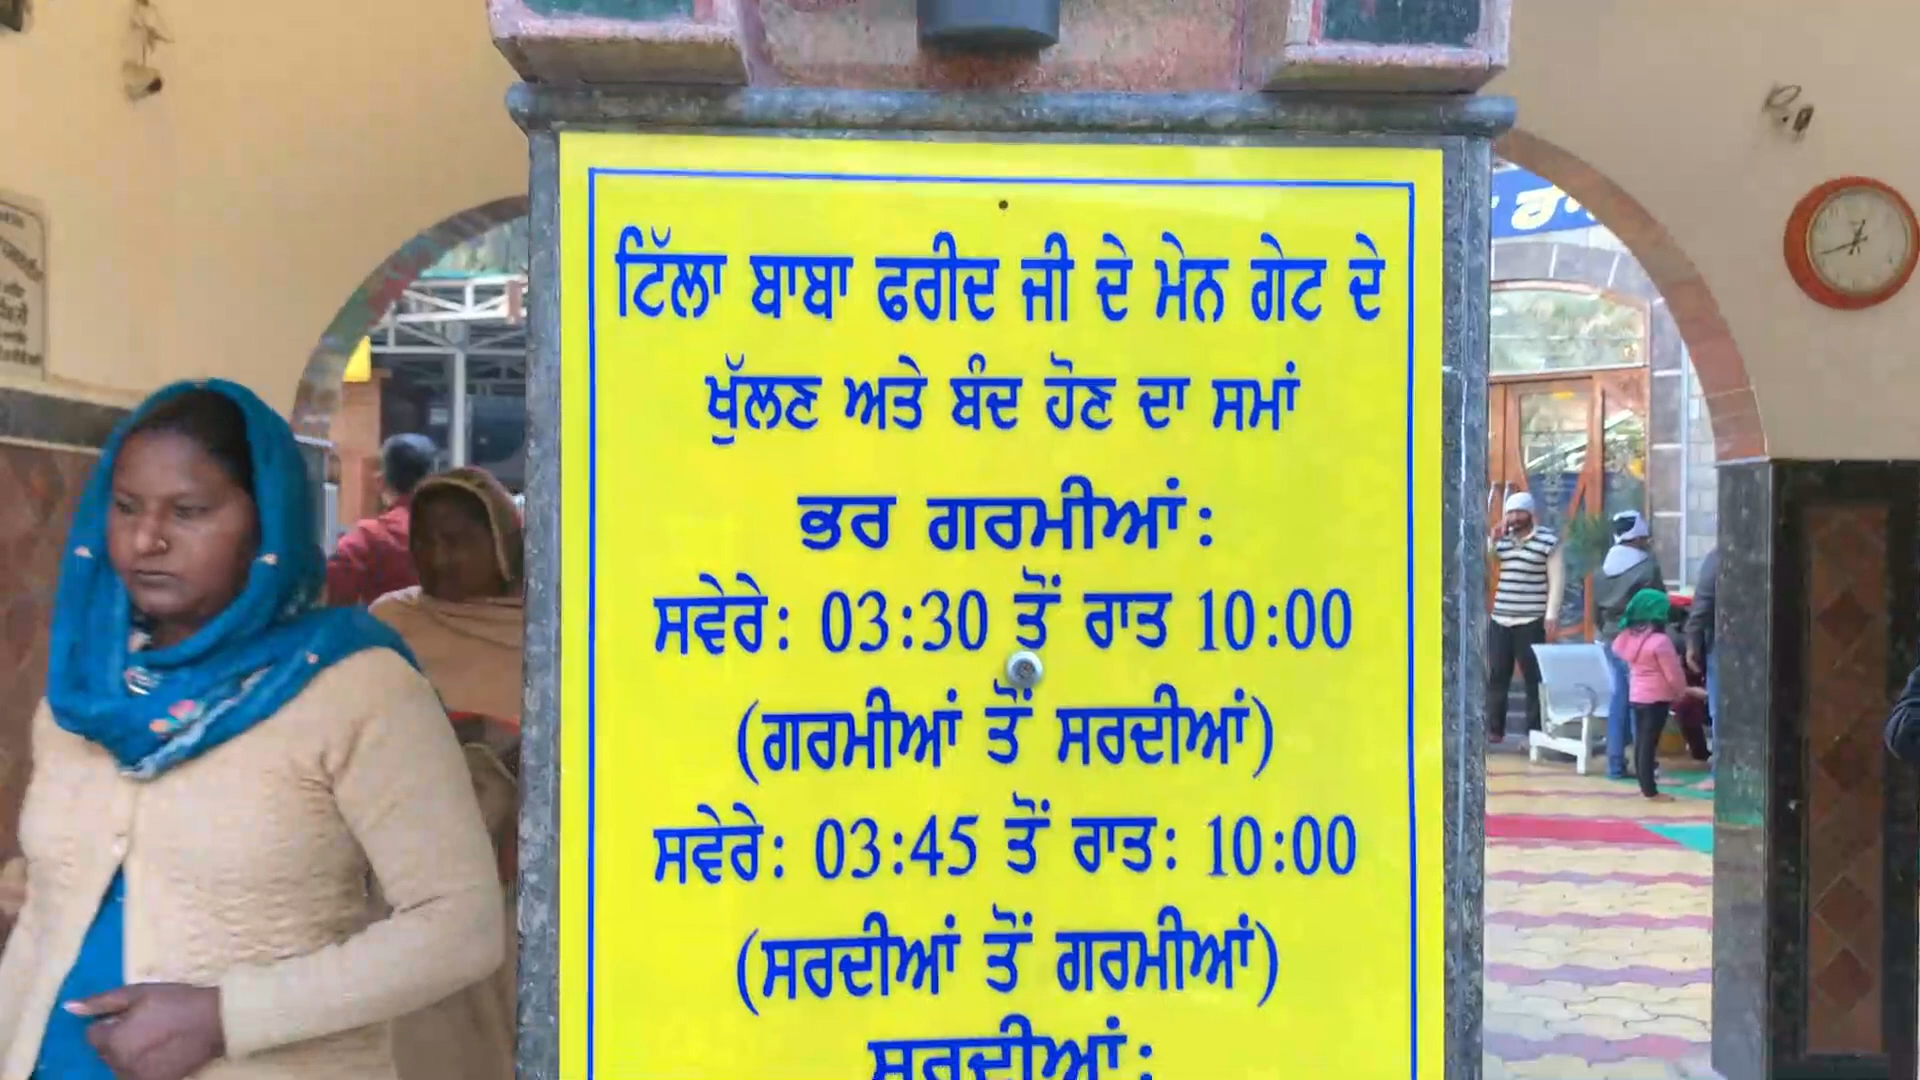 ਟਿੱਲਾ ਬਾਬਾ ਫਰੀਦ ਜੀ ਦੇ ਮੇਨ ਗੇਟ ਦੇ
ਖੁੱਲਣ ਅਤੇ ਬੰਦ ਹੋਣ ਦਾ ਸਮਾਂ
ਭਰ ਗਰਮੀਆਂ:
ਸਵੇਰੇ: 03:30 ਤੋਂ ਰਾਤ 10:00
(ਗਰਮੀਆਂ ਤੋਂ ਸਰਦੀਆਂ)
ਸਵੇਰੇ: 03:45 ਤੋਂ ਰਾਤ: 10:00
(ਸਰਦੀਆਂ ਤੋਂ ਗਰਮੀਆਂ)
ਸਰਦੀਆਂ: